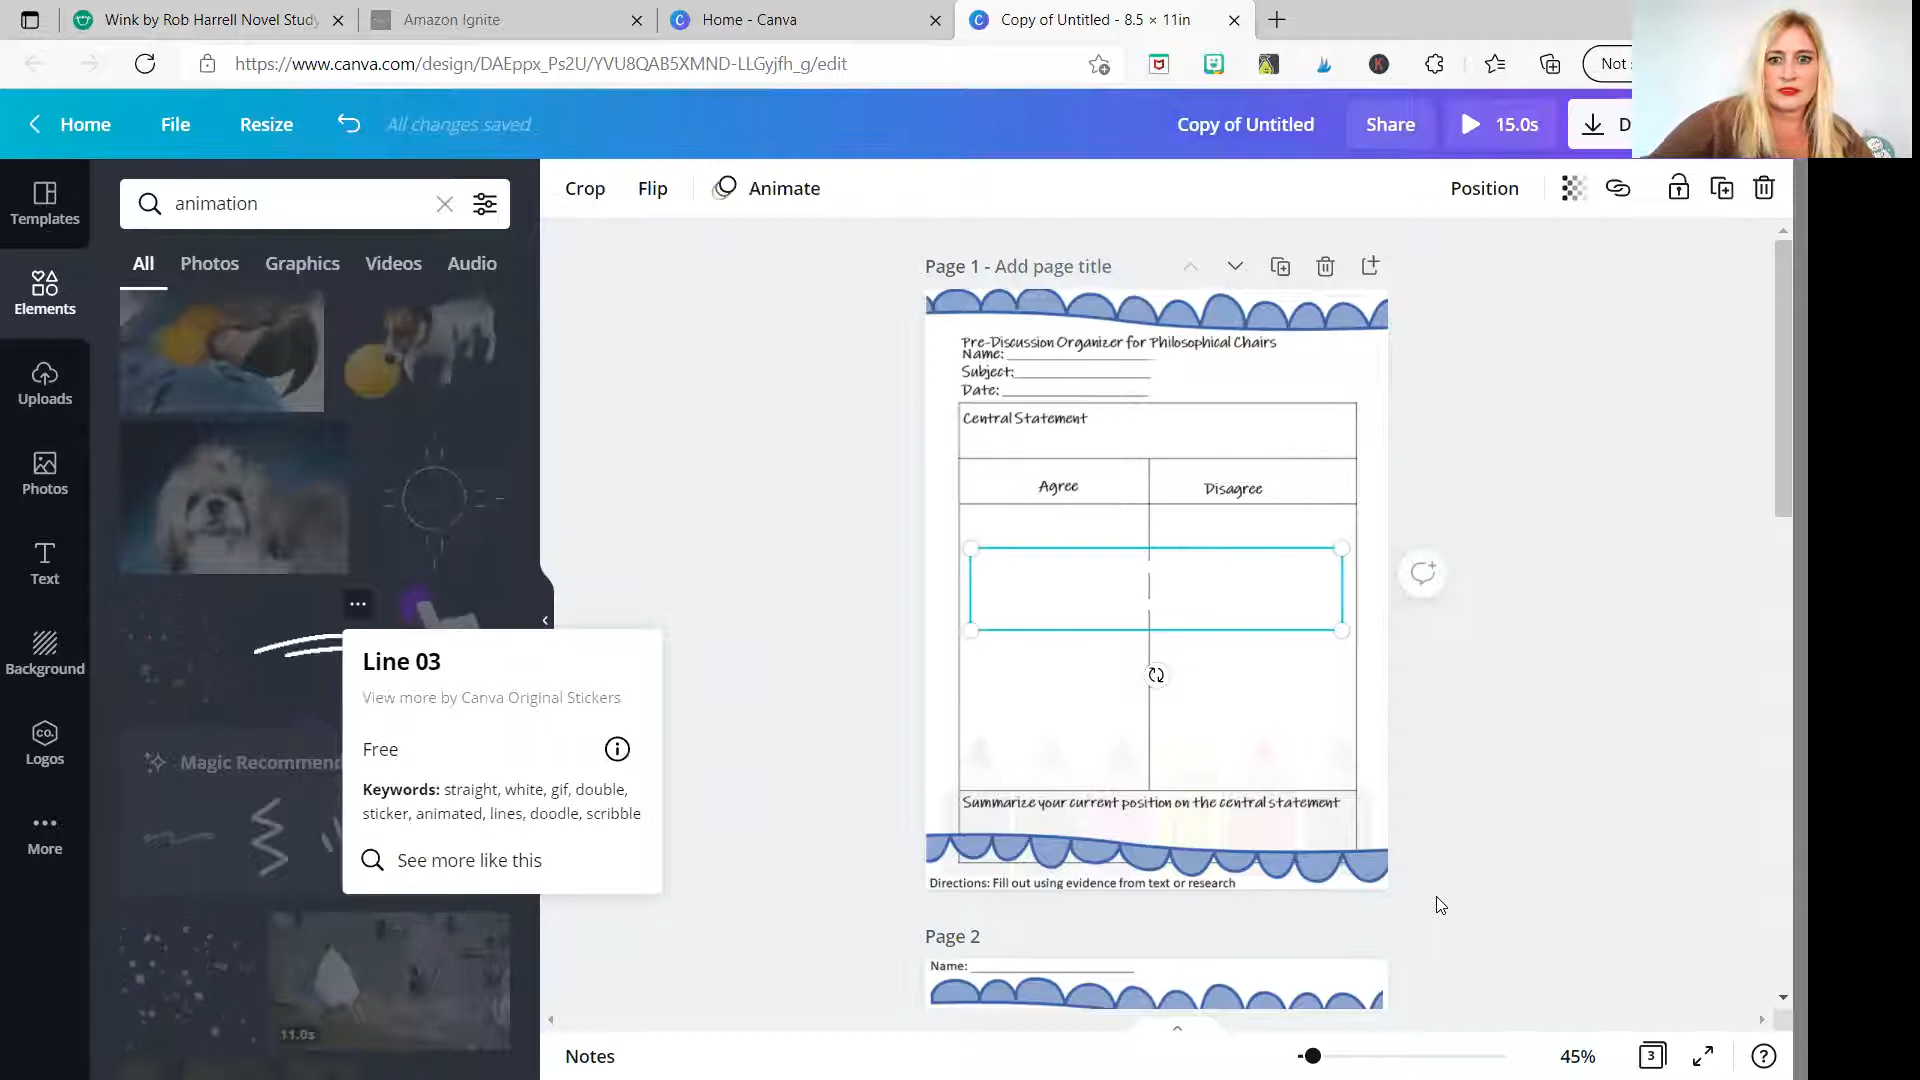 Wink by Rob Harrell Novel Study
Amazon Ignite
Home - Canva
Copy of Untitled - 8.5 × 11in
https://www.canva.com/design/DAEppx_Ps2U/YVU8QAB5XMND-LLGyjfh_g/edit
Not
Home
File
Resize
All changes saved
Copy of Untitled
Share
15.0s
D
Templates
Elements
Uploads
Photos
Text
Background
CO.
Logos
More
animation
All
Photos
Graphics
Videos
Audio
Line 03
View more by Canva Original Stickers
Free
Keywords: straight, white, gif, double,
sticker, animated, lines, doodle, scribble
See more like this
Magic Recommen
11.0s
Crop
Flip
Animate
Position
Page 1 - Add page title
Pre-Discussion Organizer for Philosophical Chairs
Name:
Subject:
Date:
Central Statement
Agree
Disagree
Summarize your current position on the central statement
Directions: Fill out using evidence from text or research
Page 2
Name:
Notes
45%
3